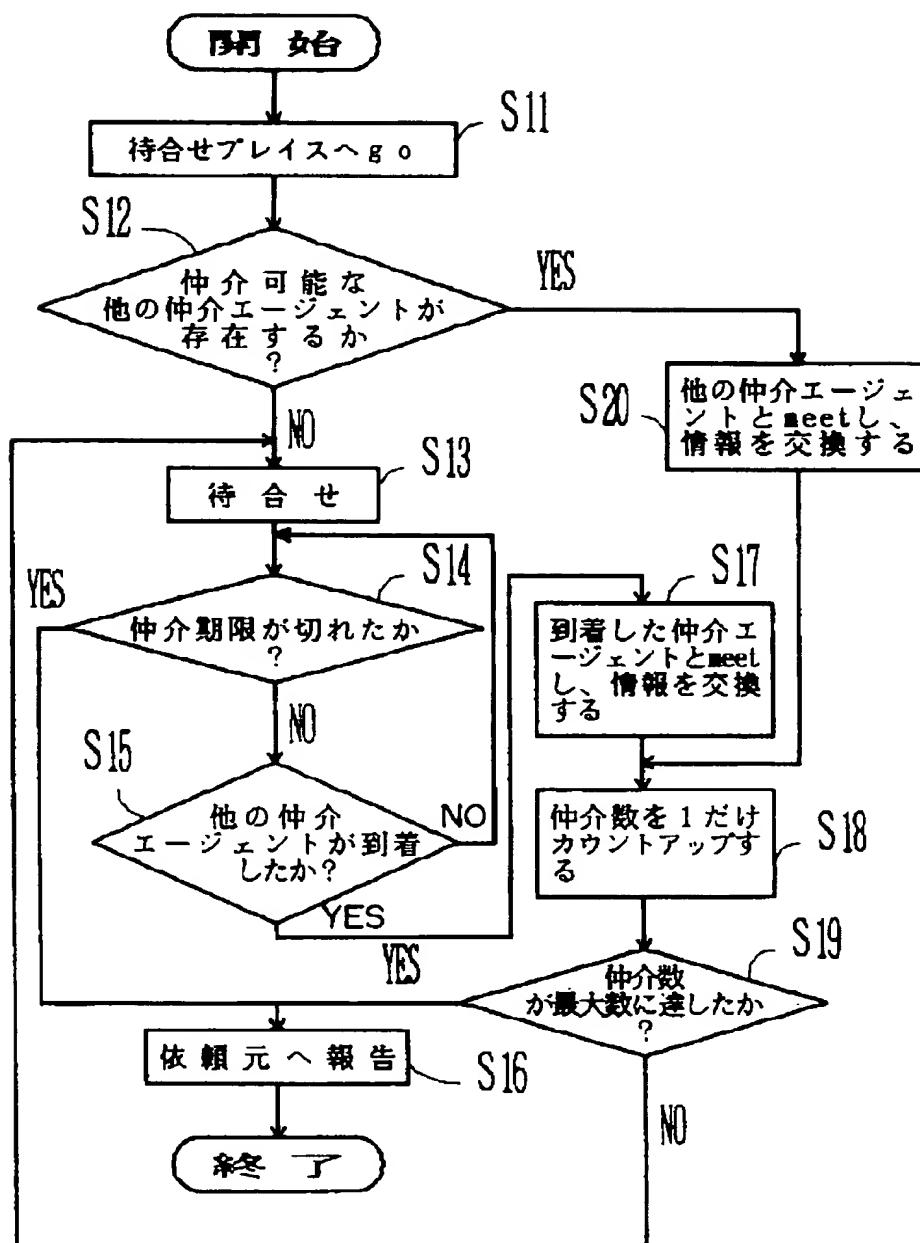 開始
S11
待合せプレイスへgo
S12
仲介可能な
他の仲介エージェントが
存在するか
?
YES
NO
S20
他の仲介エージェ
ントとmeetし、
情報を交換する
S13
待合せ
YES
S14
仲介期限が切れたか
?
NO
S17
到着した仲介エ
ージェントとmeet
し、情報を交換
する
S15
他の仲介
エージェントが到着
したか?
NO
YES
仲介数を1だけ
カウントアップす
る
S18
YES
S19
仲介数
が最大数に達したか
?
依頼元へ報告
S16
NO
終了